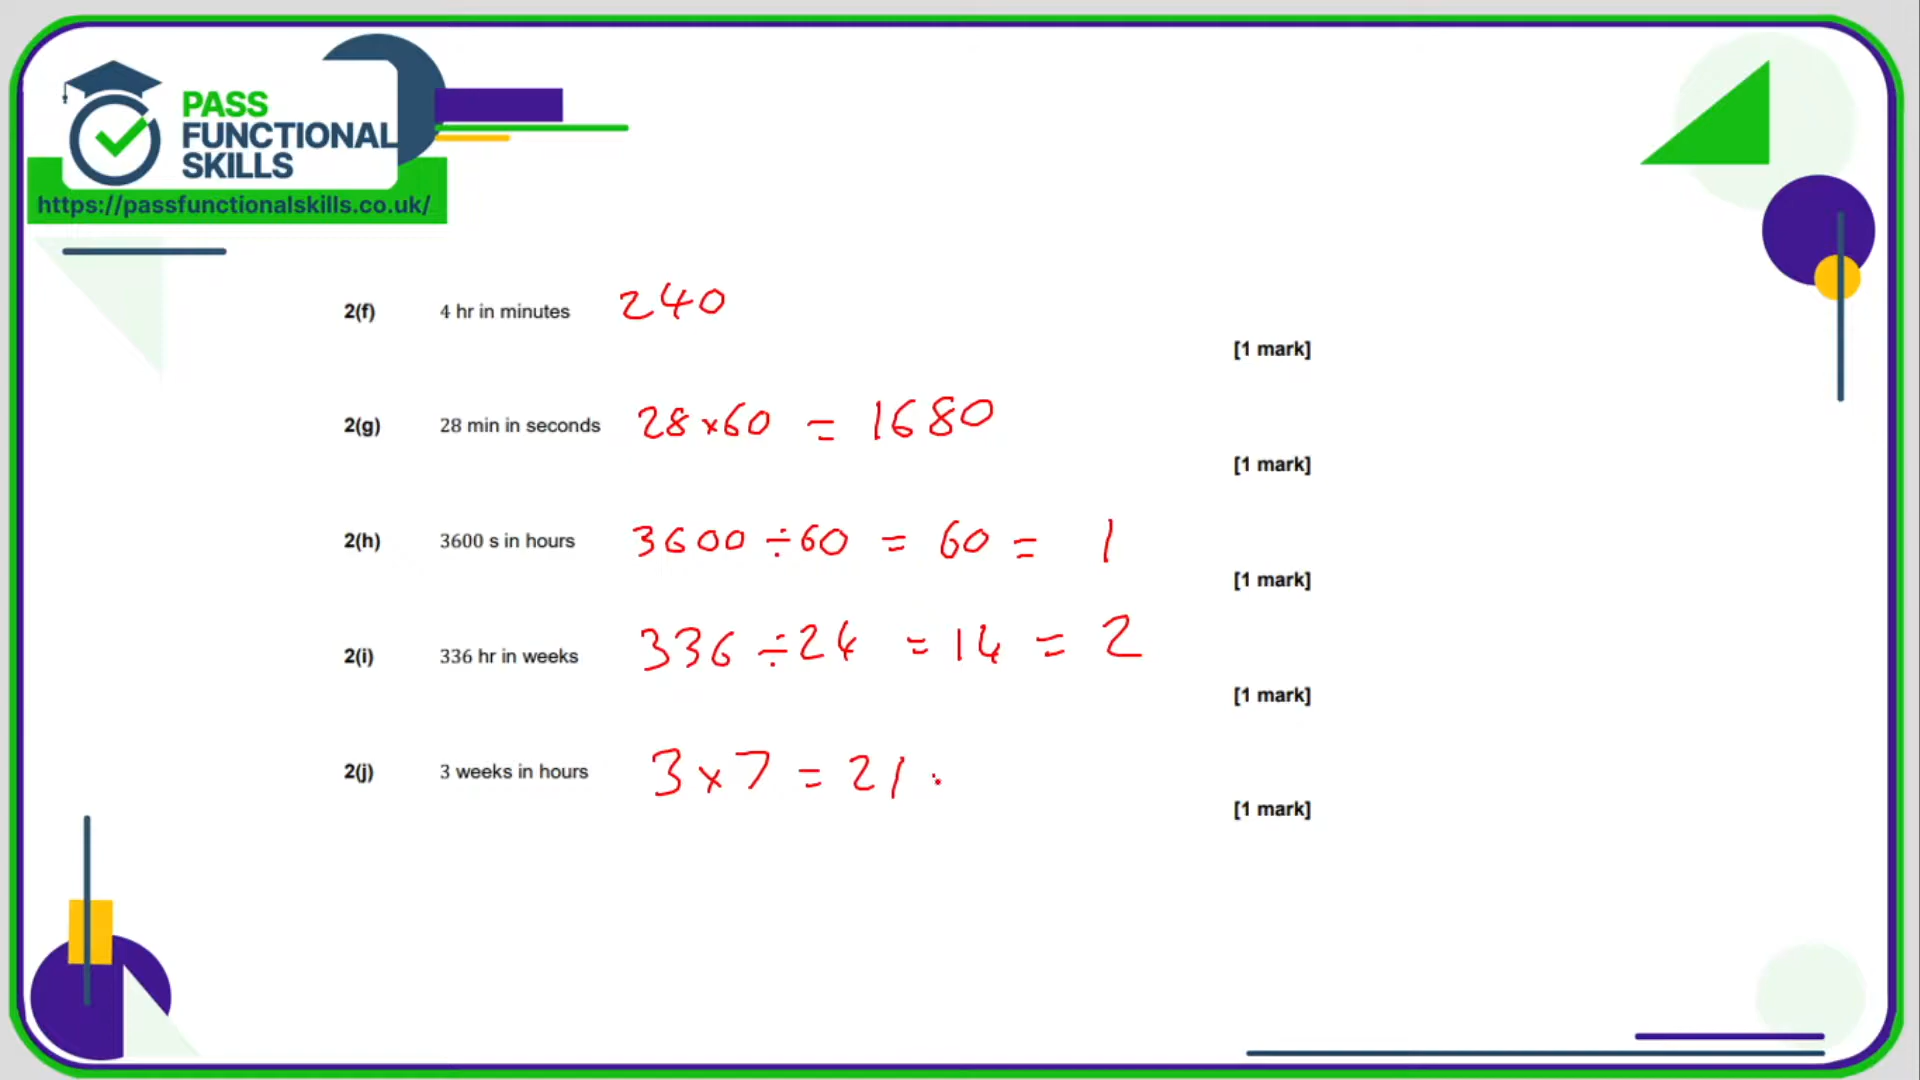 PASS
FUNCTIONAL
SKILLS
https://passfunctionalskills.co.uk/
2(f) 4 hr in minutes 240
[1 mark]
2(g) 28 min in seconds 28×60 = 1680
[1 mark]
2(h) 3600 s in hours 3600 ÷60 = 60 = 1
[1 mark]
2(i) 336 hr in weeks 336 ÷24 = 14 = 2
[1 mark]
2(j) 3 weeks in hours 3×7 = 21 .
[1 mark]